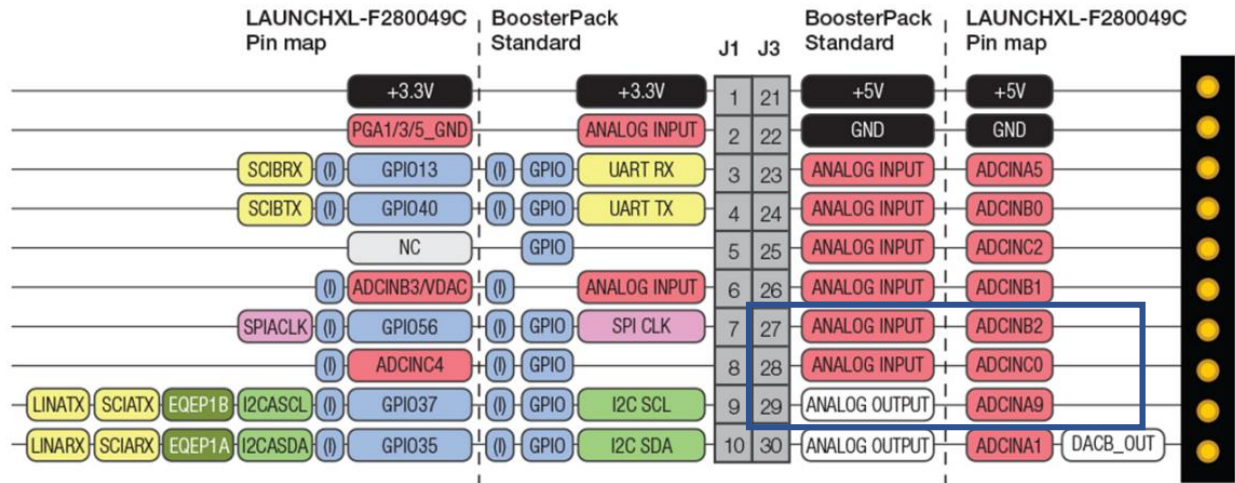 LAUNCHXL-F280049C BoosterPack BoosterPack LAUNCHXL-F280049C
Pin map Standard J1 J3 Standard Pin map
+3.3V +3.3V 1 21 +5V +5V
PGA1/3/5_GND ANALOG INPUT 2 22 GND GND
SCIBRX (I) GPIO13 (I) GPIO UART RX 3 23 ANALOG INPUT ADCINA5
SCIBTX (I) GPIO40 (I) GPIO UART TX 4 24 ANALOG INPUT ADCINB0
NC GPIO 5 25 ANALOG INPUT ADCINC2
(I) ADCINB3/VDAC (I) ANALOG INPUT 6 26 ANALOG INPUT ADCINB1
SPIACLK (I) GPIO56 (I) GPIO SPI CLK 7 27 ANALOG INPUT ADCINB2
(I) ADCINC4 (I) GPIO 8 28 ANALOG INPUT ADCINC0
LINATX SCIATX EQEP1B I2CASCL (I) GPIO37 (I) GPIO I2C SCL 9 29 ANALOG OUTPUT ADCINA9
LINARX SCIARX EQEP1A I2CASDA (I) GPIO35 (I) GPIO I2C SDA 10 30 ANALOG OUTPUT ADCINA1 DACB_OUT